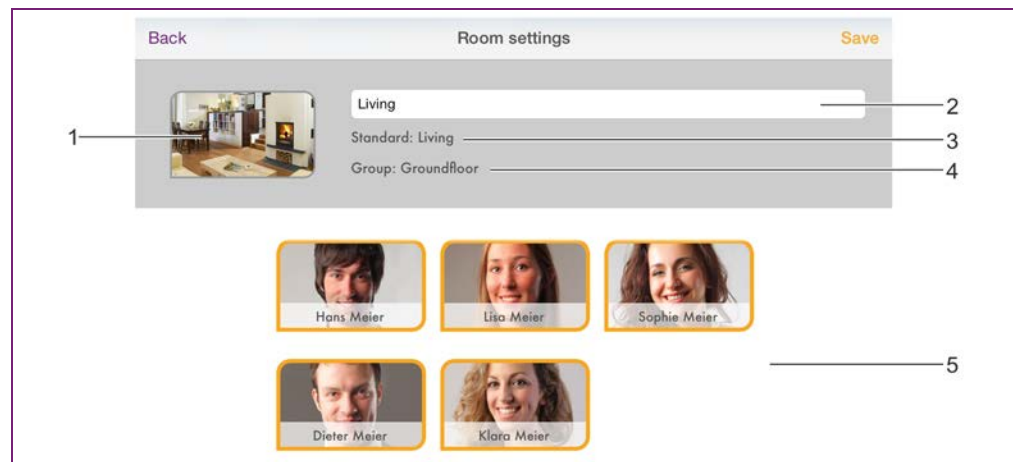 Back Room settings Save
Living 2
1 Standard: Living 3
Group: Groundfloor 4
Hans Meier Lisa Meier Sophie Meier
5
Dieter Meier Klara Meier